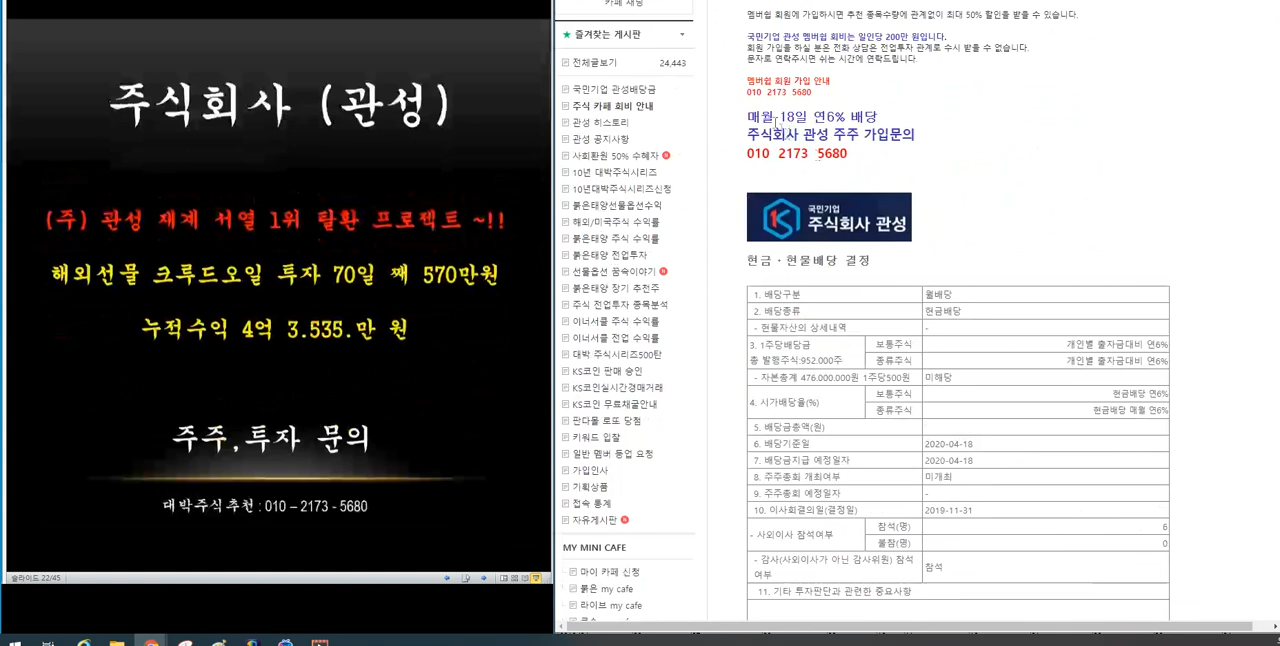 주식회사 (관성)
(주) 관성 재계 서열 1위 탈환 프로젝트 ~!!
해외선물 크루드오일 투자 70일 째 570만원
누적수익 4억 3.535.만 원
주주,투자 문의
대박주식추천 : 010 – 2173 - 5680
슬라이드 22/45
카페 채팅
즐겨찾는 게시판
전체글보기 24,443
국민기업 관성배당금
주식 카페 회비 안내
관성 히스토리
관성 공지사항
사회환원 50% 수혜자
10년 대박주식시리즈
10년대박주식시리즈신청
붉은태양선물옵션수익
해외/미국주식 수익률
붉은태양 주식 수익률
붉은태양 전업투자
선물옵션 꿈속이야기
붉은태양 장기 추천주
주식 전업투자 종목분석
이너서클 주식 수익률
이너서클 전업 수익률
대박 주식시리즈500탄
KS코인 판매 승인
KS코인실시간경매거래
KS코인 무료채굴안내
판다몰 로또 당첨
키워드 입찰
일반 멤버 등업 요청
가입인사
기획상품
접속 통계
자유게시판
MY MINI CAFE
마이 카페 신청
붉은 my cafe
라이브 my cafe
멤버쉽 회원에 가입하시면 추천 종목수량에 관계없이 최대 50% 할인을 받을 수 있습니다.
국민기업 관성 멤버쉽 회비는 일인당 200만 원입니다.
회원 가입을 하실 분은 전화 상담은 전업투자 관계로 수시 받을 수 없습니다.
문자로 연락주시면 쉬는 시간에 연락드립니다.
멤버쉽 회원 가입 안내
010 2173 5680
매월 18일 연6% 배당
주식회사 관성 주주 가입문의
010 2173 5680
국민기업
주식회사 관성
현금ㆍ현물배당 결정
1. 배당구분 월배당
2. 배당종류 현금배당
- 현물자산의 상세내역 -
3. 1주당배당금 보통주식 개인별 출자금대비 연6%
총 발행주식:952.000주 종류주식 개인별 출자금대비 연6%
- 자본총계 476.000.000원 1주당500원 미해당
4. 시가배당율(%) 보통주식 현금배당 연6%
종류주식 현금배당 매월 연6%
5. 배당금총액(원)
6. 배당기준일 2020-04-18
7. 배당금지급 예정일자 2020-04-18
8. 주주총회 개최여부 미개최
9. 주주총회 예정일자 -
10. 이사회결의일(결정일) 2019-11-31
- 사외이사 참석여부 참석(명) 6
불참(명) 0
- 감사(사외이사가 아닌 감사위원) 참석여부 참석
11. 기타 투자판단과 관련한 중요사항